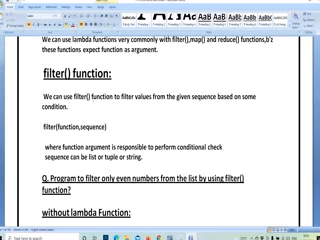 We can use lambda functions very commonly with filter(),map() and reduce() functions,b'z
these functions expect function as argument.
filter() function:
We can use filter() function to filter values from the given sequence based on some
condition.
filter(function,sequence)
where function argument is responsible to perform conditional check
sequence can be list or tuple or string.
Q. Program to filter only even numbers from the list by using filter()
function?
without lambda Function: